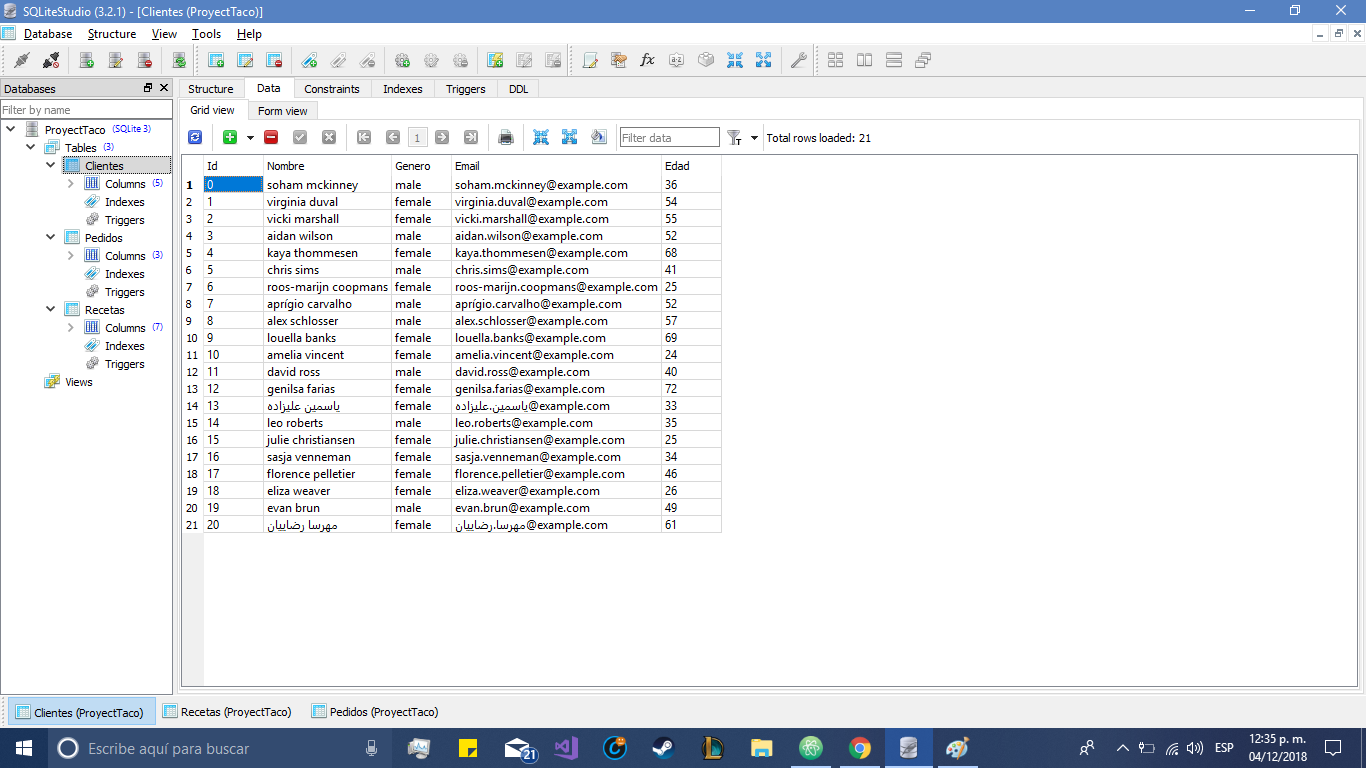 SQLiteStudio (3.2.1) - [Clientes (ProyectTaco)]
Database Structure View Tools Help
Databases
Filter by name
ProyectTaco (SQLite 3)
Tables (3)
Clientes
Columns (5)
Indexes
Triggers
Pedidos
Columns (3)
Indexes
Triggers
Recetas
Columns (7)
Indexes
Triggers
Views
Structure Data Constraints Indexes Triggers DDL
Grid view Form view
1 Filter data Total rows loaded: 21
Id Nombre Genero Email Edad
1 0 soham mckinney male soham.mckinney@example.com 36
2 1 virginia duval female virginia.duval@example.com 54
3 2 vicki marshall female vicki.marshall@example.com 55
4 3 aidan wilson male aidan.wilson@example.com 52
5 4 kaya thommesen female kaya.thommesen@example.com 68
6 5 chris sims male chris.sims@example.com 41
7 6 roos-marijn coopmans female roos-marijn.coopmans@example.com 25
8 7 aprígio carvalho male aprígio.carvalho@example.com 52
9 8 alex schlosser male alex.schlosser@example.com 57
10 9 louella banks female louella.banks@example.com 69
11 10 amelia vincent female amelia.vincent@example.com 24
12 11 david ross male david.ross@example.com 40
13 12 genilsa farias female genilsa.farias@example.com 72
14 13 یاسمین علیزاده female یاسمین.علیزاده@example.com 33
15 14 leo roberts male leo.roberts@example.com 35
16 15 julie christiansen female julie.christiansen@example.com 25
17 16 sasja venneman female sasja.venneman@example.com 34
18 17 florence pelletier female florence.pelletier@example.com 46
19 18 eliza weaver female eliza.weaver@example.com 26
20 19 evan brun male evan.brun@example.com 49
21 20 مهرسا رضاییان female مهرسا.رضاییان@example.com 61
Clientes (ProyectTaco) Recetas (ProyectTaco) Pedidos (ProyectTaco)
Escribe aquí para buscar 21 ESP 12:35 p. m.
04/12/2018